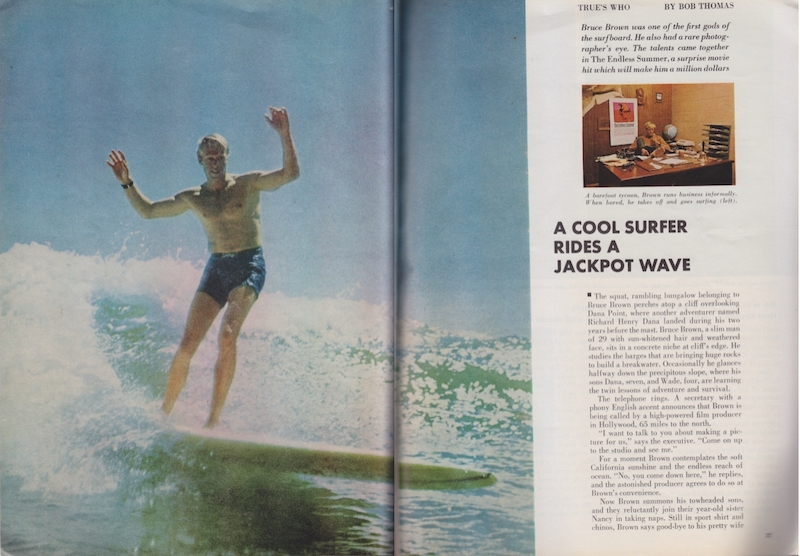 TRUE'S WHO BY BOB THOMAS
Bruce Brown was one of the first gods of
the surfboard. He also had a rare photog-
rapher's eye. The talents came together
in The Endless Summer, a surprise movie
hit which will make him a million dollars
A barefoot tycoon, Brown runs business informally.
When bored, he takes off and goes surfing (left).
A COOL SURFER
RIDES A
JACKPOT WAVE
■ The squat, rambling bungalow belonging to
Bruce Brown perches atop a cliff overlooking
Dana Point, where another adventurer named
Richard Henry Dana landed during his two
years before the mast. Bruce Brown, a slim man
of 29 with sun-whitened hair and weathered
face, sits in a concrete niche at cliff's edge. He
studies the barges that are bringing huge rocks
to build a breakwater. Occasionally he glances
halfway down the precipitous slope, where his
sons Dana, seven, and Wade, four, are learning
the twin lessons of adventure and survival.
The telephone rings. A secretary with a
phony English accent announces that Brown is
being called by a high-powered film producer
in Hollywood, 65 miles to the north.
"I want to talk to you about making a pic-
ture for us," says the executive. "Come on up
to the studio and see me."
For a moment Brown contemplates the soft
California sunshine and the endless reach of
ocean. "No, you come down here," he replies,
and the astonished producer agrees to do so at
Brown's convenience.
Now Brown summons his towheaded sons,
and they reluctantly join their year-old sister
Nancy in taking naps. Still in sport shirt and
chinos, Brown says good-bye to his pretty wife